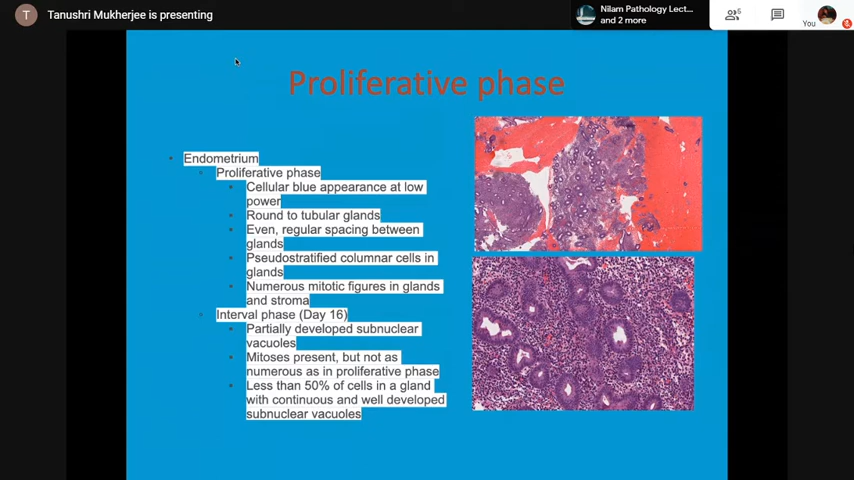 T
Tanushri Mukherjee is presenting
Nilam Pathology Lect...
and 2 more
6
You
Proliferative phase
Endometrium
Proliferative phase
Cellular blue appearance at low
power
Round to tubular glands
Even, regular spacing between
glands
Pseudostratified columnar cells in
glands
Numerous mitotic figures in glands
and stroma
Interval phase (Day 16)
Partially developed subnuclear
vacuoles
Mitoses present, but not as
numerous as in proliferative phase
Less than 50% of cells in a gland
with continuous and well developed
subnuclear vacuoles